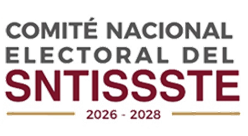 COMITÉ NACIONAL
ELECTORAL DEL
SNTISSSTE
2026 - 2028